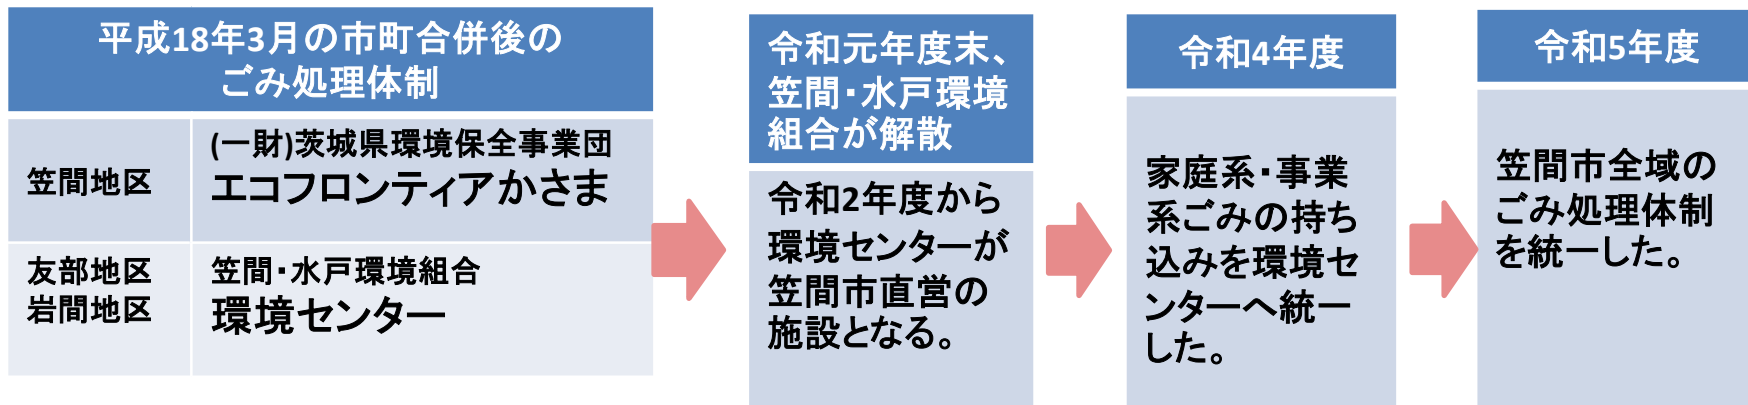 平成18年3月の市町合併後の
ごみ処理体制
笠間地区
(一財)茨城県環境保全事業団
エコフロンティアかさま
友部地区
岩間地区
笠間・水戸環境組合
環境センター
令和元年度末、
笠間・水戸環境
組合が解散
令和2年度から
環境センターが
笠間市直営の
施設となる。
令和4年度
家庭系・事業
系ごみの持ち
込みを環境セ
ンターへ統一
した。
令和5年度
笠間市全域の
ごみ処理体制
を統一した。